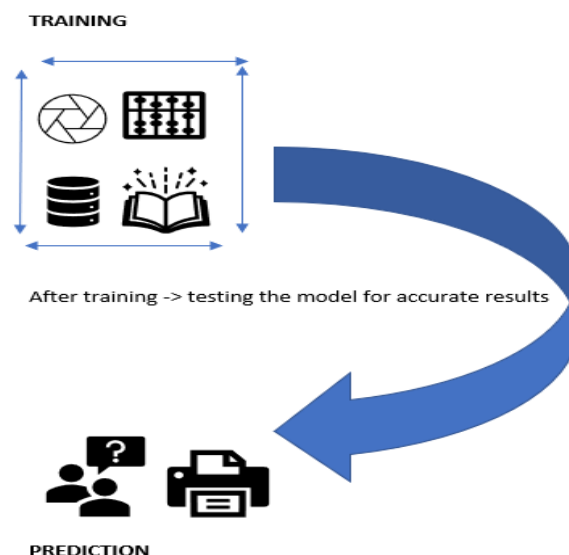 TRAINING
After training -> testing the model for accurate results
?
PREDICTION